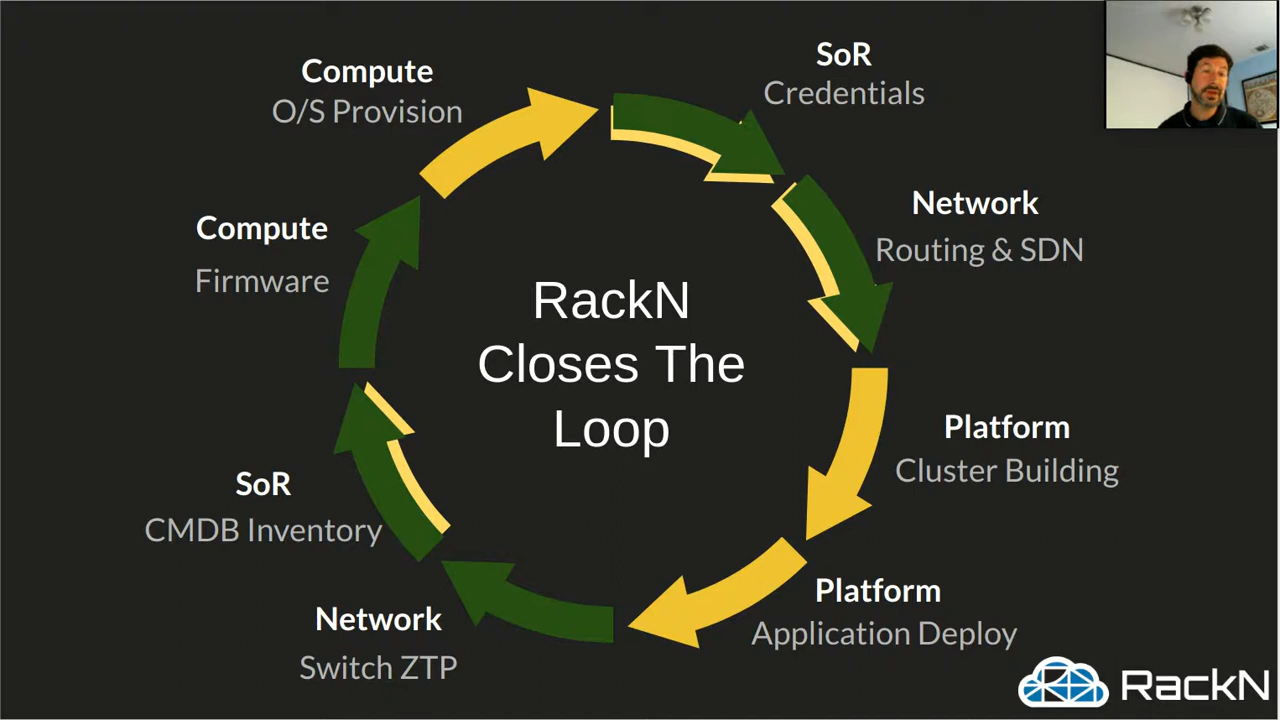 Compute
O/S Provision
SoR
Credentials
Network
Routing & SDN
Platform
Cluster Building
Platform
Application Deploy
Network
Switch ZTP
SoR
CMDB Inventory
Compute
Firmware
RackN
Closes The
Loop
RackN